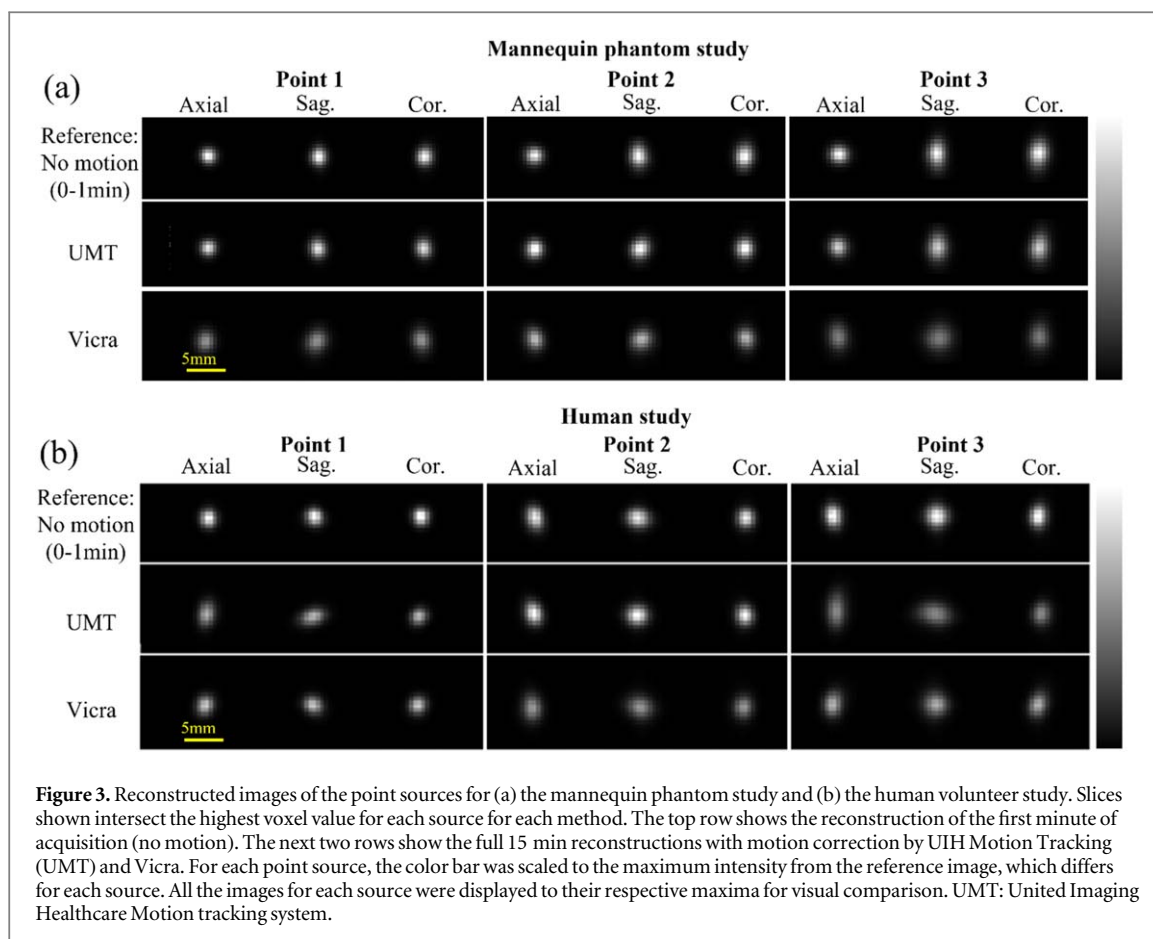 Mannequin phantom study
(a)
Point 1 Point 2 Point 3
Axial Sag. Cor. Axial Sag. Cor. Axial Sag. Cor.
Reference:
No motion
(0-1min)
UMT
Vicra
5mm
Human study
(b)
Point 1 Point 2 Point 3
Axial Sag. Cor. Axial Sag. Cor. Axial Sag. Cor.
Reference:
No motion
(0-1min)
UMT
Vicra
5mm
Figure 3. Reconstructed images of the point sources for (a) the mannequin phantom study and (b) the human volunteer study. Slices
shown intersect the highest voxel value for each source for each method. The top row shows the reconstruction of the first minute of
acquisition (no motion). The next two rows show the full 15 min reconstructions with motion correction by UIH Motion Tracking
(UMT) and Vicra. For each point source, the color bar was scaled to the maximum intensity from the reference image, which differs
for each source. All the images for each source were displayed to their respective maxima for visual comparison. UMT: United Imaging
Healthcare Motion tracking system.